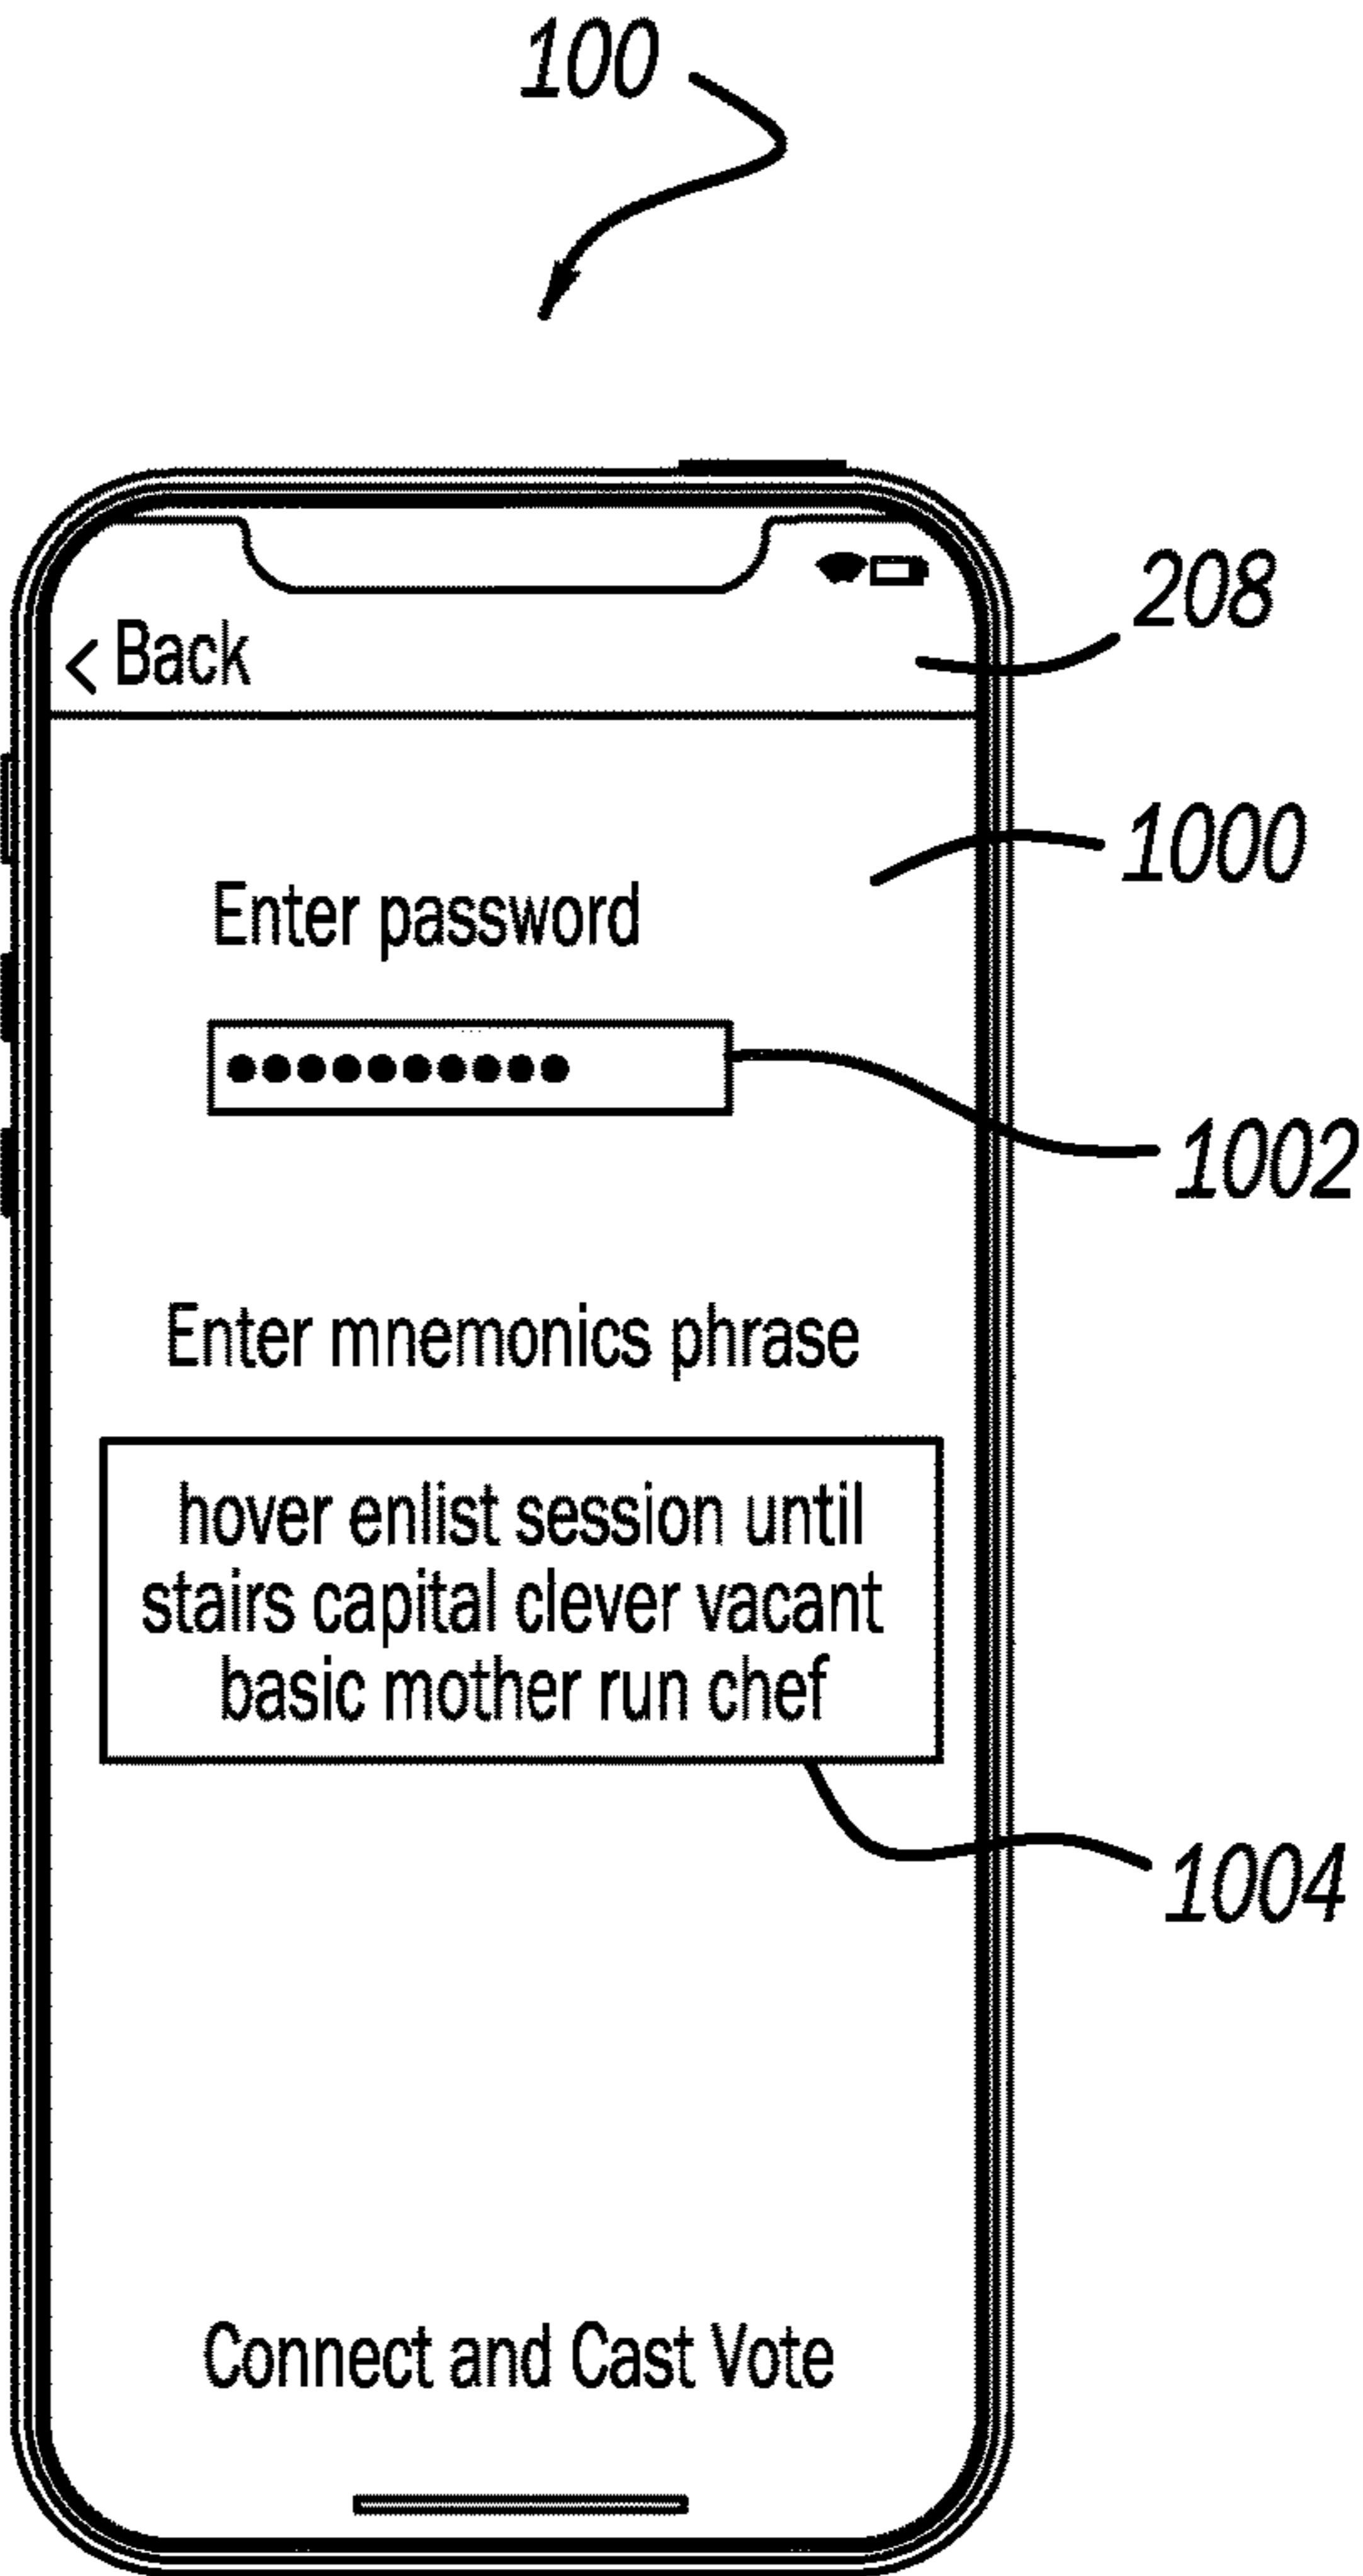 100
208
< Back
1000
Enter password
●●●●●●●●●●
1002
Enter mnemonics phrase
hover enlist session until
stairs capital clever vacant
basic mother run chef
1004
Connect and Cast Vote